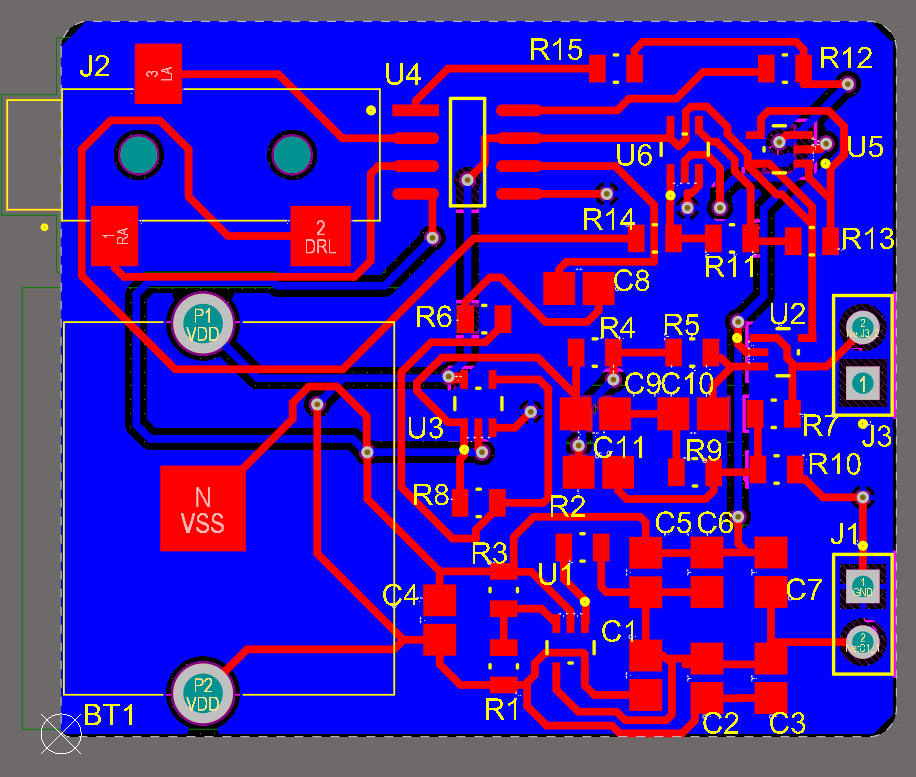 R15
R12
J2
3
LA
U4
U6
U5
1
RA
2
DRL
R14
R13
R11
C8
P1
VDD
R6
U2
2
R4
R5
1
C9
C10
U3
R7
J3
N
VSS
C11
R9
R10
R8
R2
C5
C6
J1
R3
U1
C4
C7
1
GND
C1
2
P2
VDD
BT1
R1
C2
C3